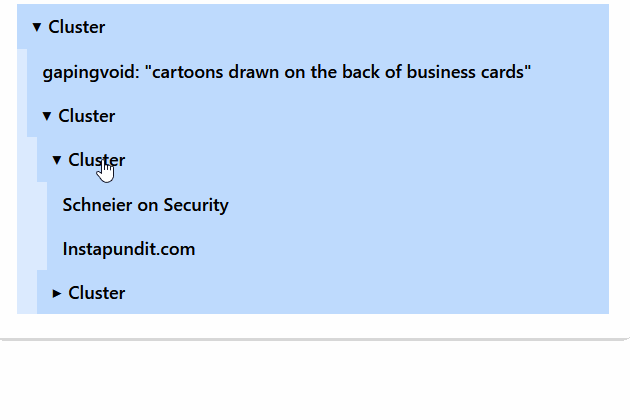 Cluster
gapingvoid: "cartoons drawn on the back of business cards"
Cluster
Cluster
Schneier on Security
Instapundit.com
Cluster